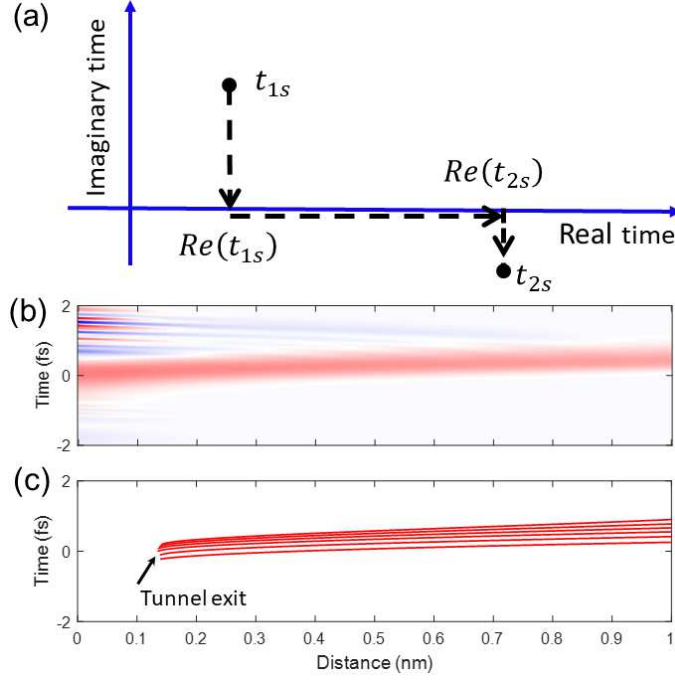 (a)
Imaginary time
t1s
Re(t2s)
Re(t1s)
Real time
t2s
(b)
2
Time (fs)
0
-2
(c)
2
Time (fs)
0
Tunnel exit
-2
0 0.1 0.2 0.3 0.4 0.5 0.6 0.7 0.8 0.9 1
Distance (nm)